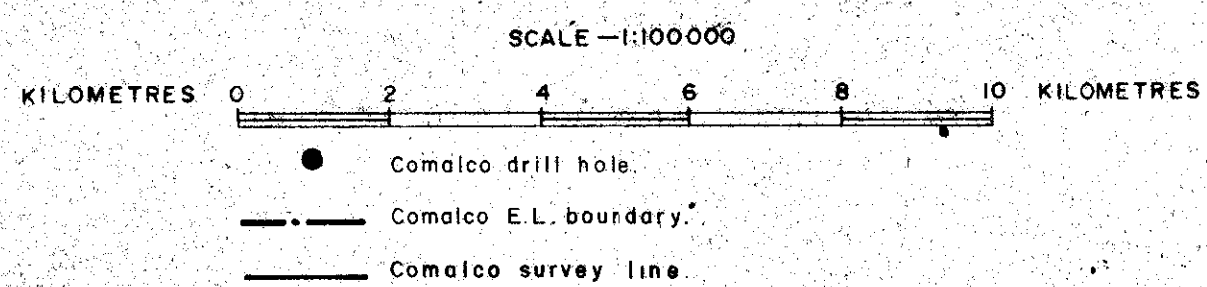 SCALE —1:100000
KILOMETRES 0 2 4 6 8 10 KILOMETRES
Comalco drill hole.
Comalco E.L. boundary.
Comalco survey line.